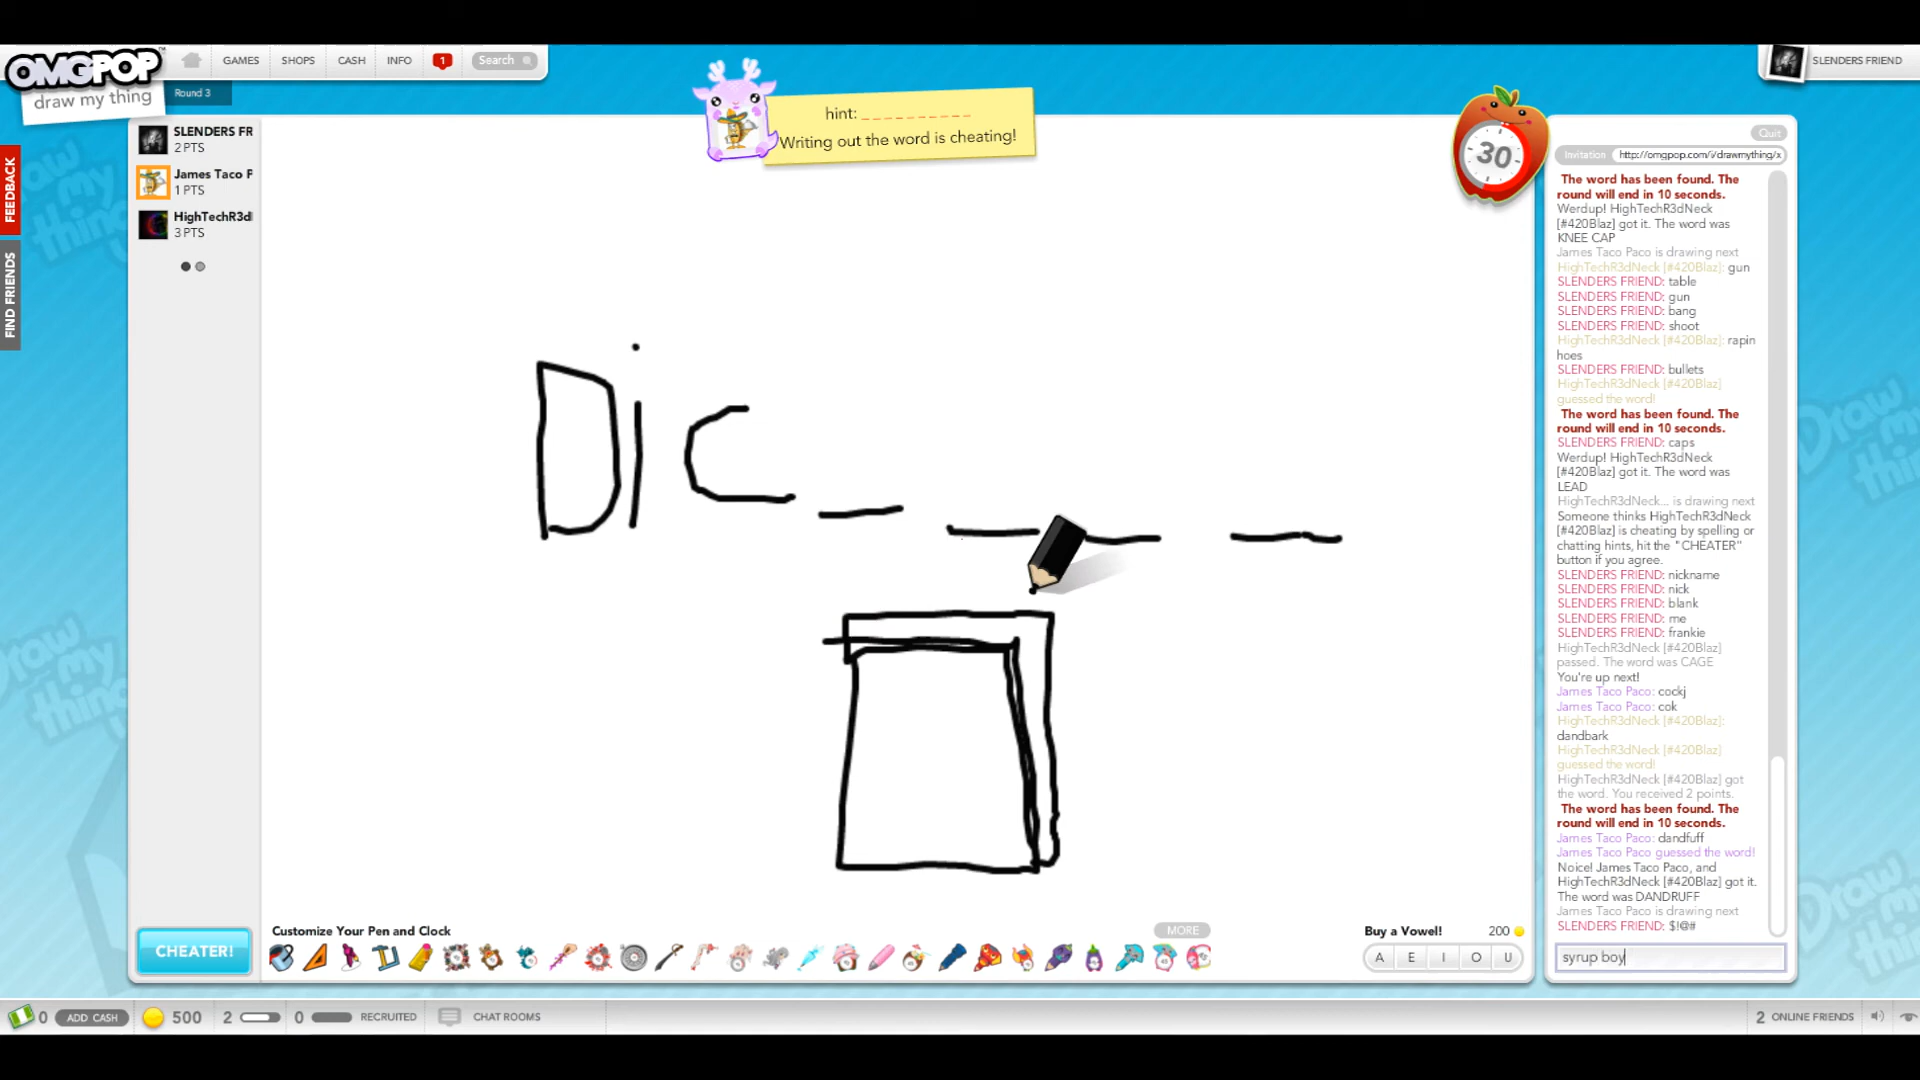 OMGPOP
draw my thing
GAMES
SHOPS
CASH
INFO
1
Search
SLENDERS FRIEND
Round 3
FEEDBACK
FIND FRIENDS
SLENDERS FR
2 PTS
James Taco P
1 PTS
HighTechR3dl
3 PTS
hint: _ _ _ _ _ _ _ _ _ _
Writing out the word is cheating!
30
Quit
Invitation http://omgpop.com/i/drawmything/x
DiC_ _ _ _
The word has been found. The
round will end in 10 seconds.
Werdup! HighTechR3dNeck
[#420Blaz] got it. The word was
KNEE CAP
James Taco Paco is drawing next
HighTechR3dNeck [#420Blaz]: gun
SLENDERS FRIEND: table
SLENDERS FRIEND: gun
SLENDERS FRIEND: bang
SLENDERS FRIEND: shoot
HighTechR3dNeck [#420Blaz]: rapin
hoes
SLENDERS FRIEND: bullets
HighTechR3dNeck [#420Blaz]
guessed the word!
The word has been found. The
round will end in 10 seconds.
SLENDERS FRIEND: caps
Werdup! HighTechR3dNeck
[#420Blaz] got it. The word was
LEAD
HighTechR3dNeck... is drawing next
Someone thinks HighTechR3dNeck
[#420Blaz] is cheating by spelling or
chatting hints, hit the "CHEATER"
button if you agree.
SLENDERS FRIEND: nickname
SLENDERS FRIEND: nick
SLENDERS FRIEND: blank
SLENDERS FRIEND: me
SLENDERS FRIEND: frankie
HighTechR3dNeck [#420Blaz]
passed. The word was CAGE
You're up next!
James Taco Paco: cockj
James Taco Paco: cok
HighTechR3dNeck [#420Blaz]:
dandbark
HighTechR3dNeck [#420Blaz]
guessed the word!
HighTechR3dNeck [#420Blaz] got
the word. You received 2 points.
The word has been found. The
round will end in 10 seconds.
James Taco Paco: dandfuff
James Taco Paco guessed the word!
Noice! James Taco Paco, and
HighTechR3dNeck [#420Blaz] got it.
The word was DANDRUFF
James Taco Paco is drawing next
SLENDERS FRIEND: $!@#
syrup boy
CHEATER!
Customize Your Pen and Clock
MORE
Buy a Vowel!
200
A E I O U
0
ADD CASH
500
2
0
RECRUITED
CHAT ROOMS
2 ONLINE FRIENDS